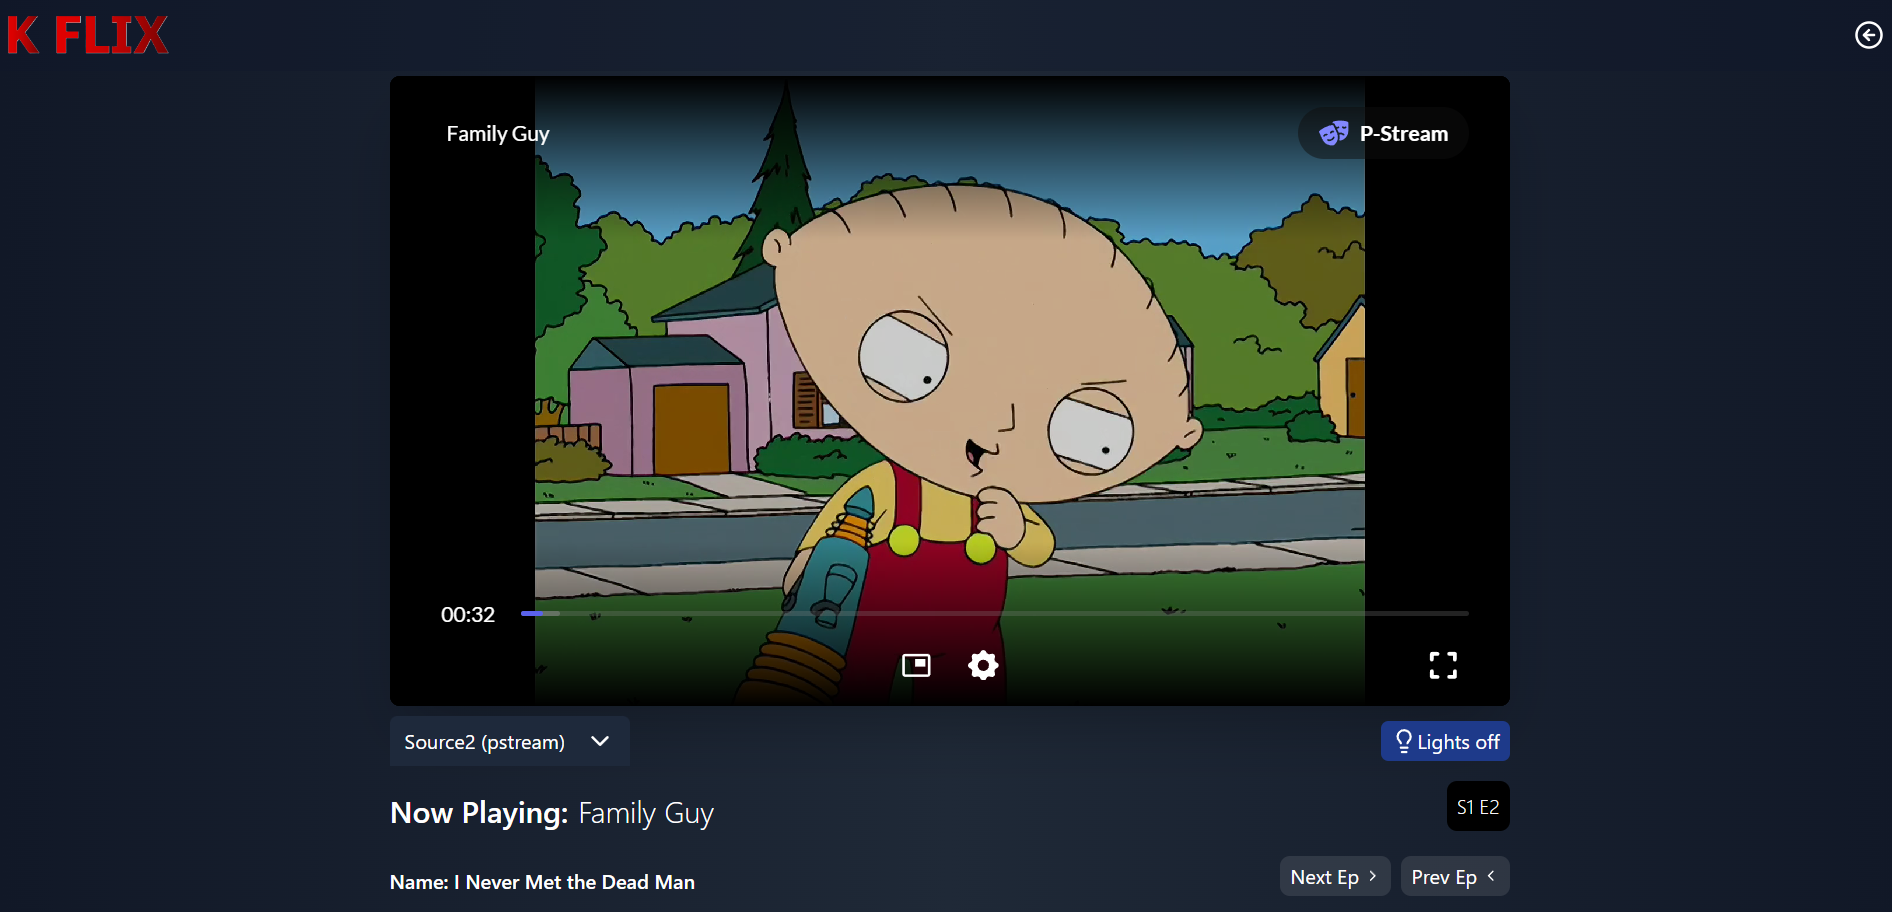 K FLIX
Family Guy
P-Stream
00:32
Source2 (pstream)
Lights off
Now Playing: Family Guy
S1 E2
Name: I Never Met the Dead Man
Next Ep >
Prev Ep <